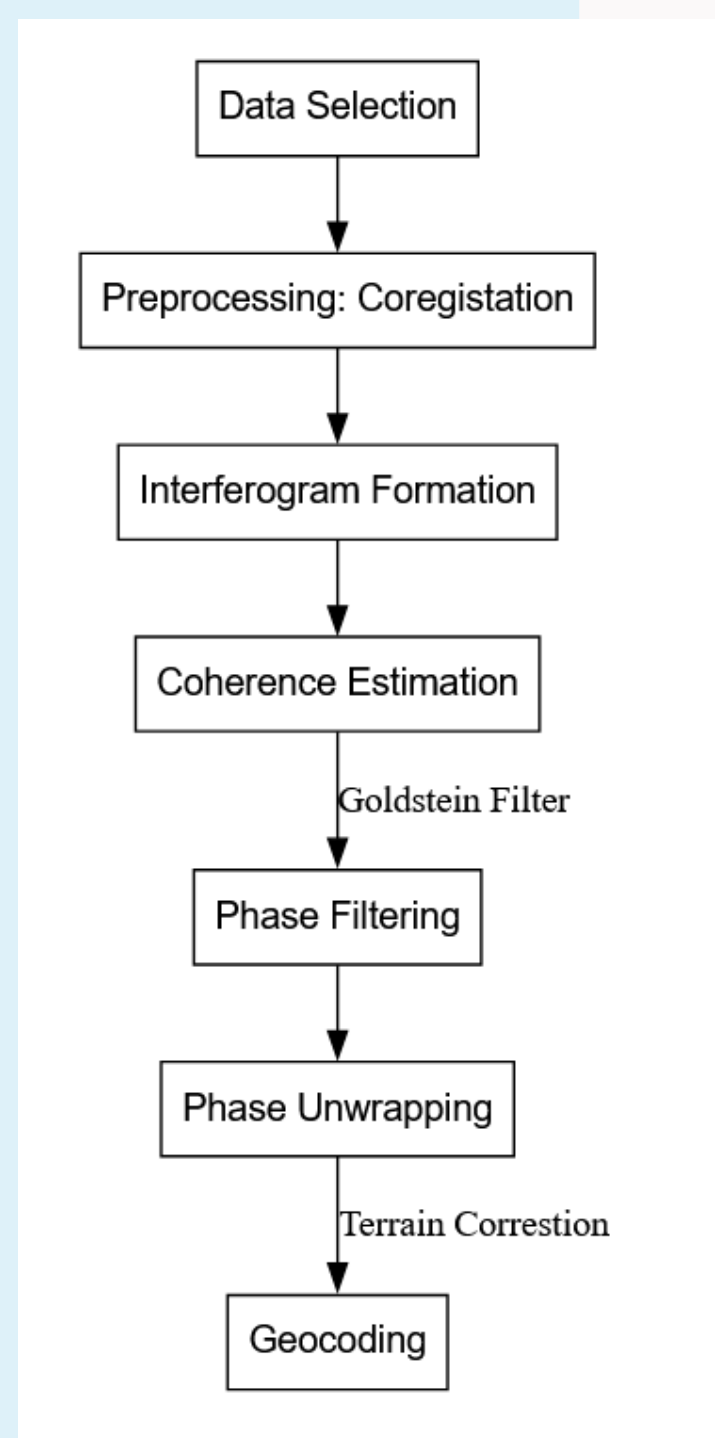 Data Selection
Preprocessing: Coregistation
Interferogram Formation
Coherence Estimation
Goldstein Filter
Phase Filtering
Phase Unwrapping
Terrain Correstion
Geocoding